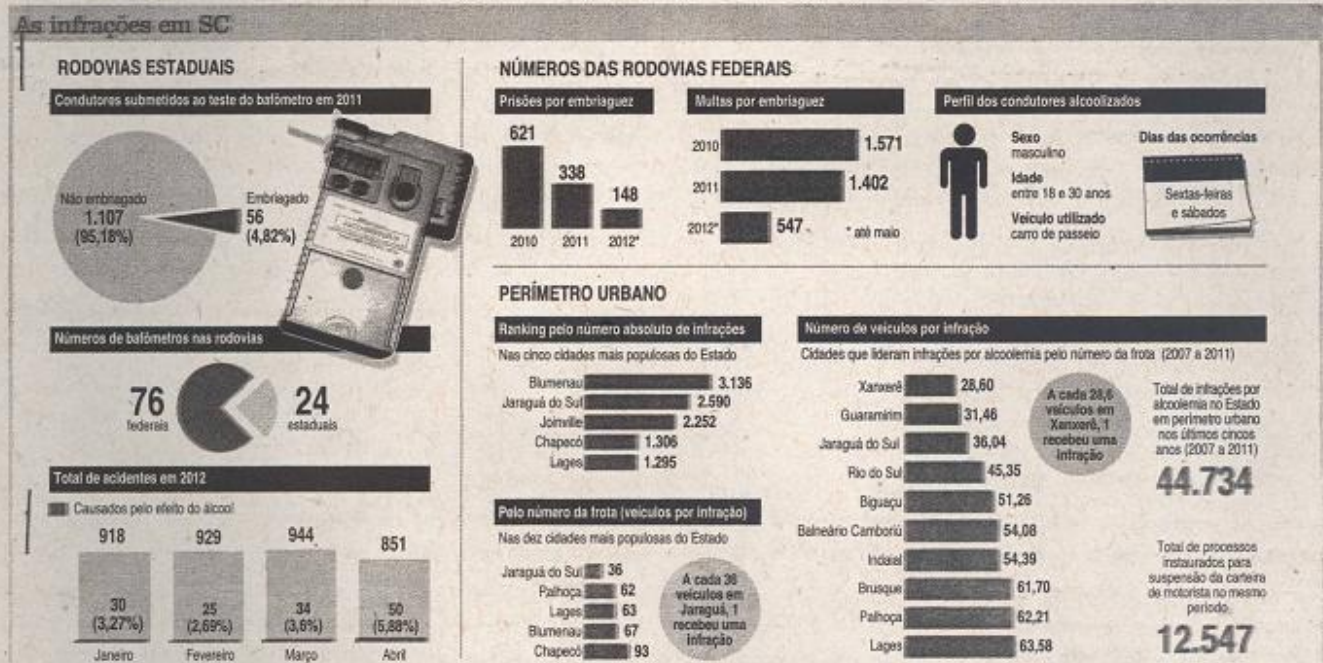 As infrações em SC
RODOVIAS ESTADUAIS
Condutores submetidos ao teste do bafômetro em 2011
Não embriagado
1.107
(95,18%)
Embriagado
56
(4,82%)
Números de bafômetros nas rodovias
76
federais
24
estaduais
Total de acidentes em 2012
Causados pelo efeito do álcool
918
929
944
851
30
(3,27%)
25
(2,69%)
34
(3,6%)
50
(5,88%)
Janeiro
Fevereiro
Março
Abril
NÚMEROS DAS RODOVIAS FEDERAIS
Prisões por embriaguez
621
338
148
2010
2011
2012*
Multas por embriaguez
2010
1.571
2011
1.402
2012*
547
* até maio
Perfil dos condutores alcoolizados
Sexo
masculino
Idade
entre 18 e 30 anos
Veículo utilizado
carro de passeio
Dias das ocorrências
Sextas-feiras
e sábados
PERÍMETRO URBANO
Ranking pelo número absoluto de infrações
Nas cinco cidades mais populosas do Estado
Blumenau 3.136
Jaraguá do Sul 2.590
Joinville 2.252
Chapecó 1.306
Lages 1.295
Pelo número da frota (veículos por infração)
Nas dez cidades mais populosas do Estado
Jaraguá do Sul 36
Palhoça 62
Lages 63
Blumenau 67
Chapecó 93
A cada 36
veículos em
Jaraguá, 1
recebeu uma
infração
Número de veículos por infração
Cidades que lideram infrações por alcoolemia pelo número da frota (2007 a 2011)
Xanxerê 28,60
Guaramirim 31,46
Jaraguá do Sul 36,04
Rio do Sul 45,35
Biguaçu 51,26
Balneário Camboriú 54,08
Indaial 54,39
Brusque 61,70
Palhoça 62,21
Lages 63,58
A cada 28,6
veículos em
Xanxerê, 1
recebeu uma
infração
Total de infrações por
alcoolemia no Estado
em perímetro urbano
nos últimos cincos
anos (2007 a 2011)
44.734
Total de processos
instaurados para
suspensão da carteira
de motorista no mesmo
período.
12.547